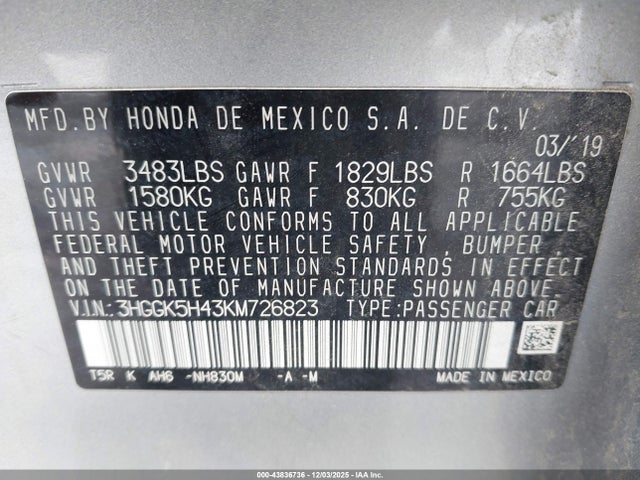 MFD.BY HONDA DE MEXICO S.A. DE C.V.
03/'19
GVWR 3483LBS GAWR F 1829LBS R 1664LBS
GVWR 1580KG GAWR F 830KG R 755KG
THIS VEHICLE CONFORMS TO ALL APPLICABLE
FEDERAL MOTOR VEHICLE SAFETY, BUMPER,
AND THEFT PREVENTION STANDARDS IN EFFECT
ON THE DATE OF MANUFACTURE SHOWN ABOVE.
V.I.N.:3HGGK5H43KM726823 TYPE:PASSENGER CAR
T5R K AH6 -NH830M -A -M MADE IN MEXICO
000-43836736 - 12/03/2025 - IAA, Inc.